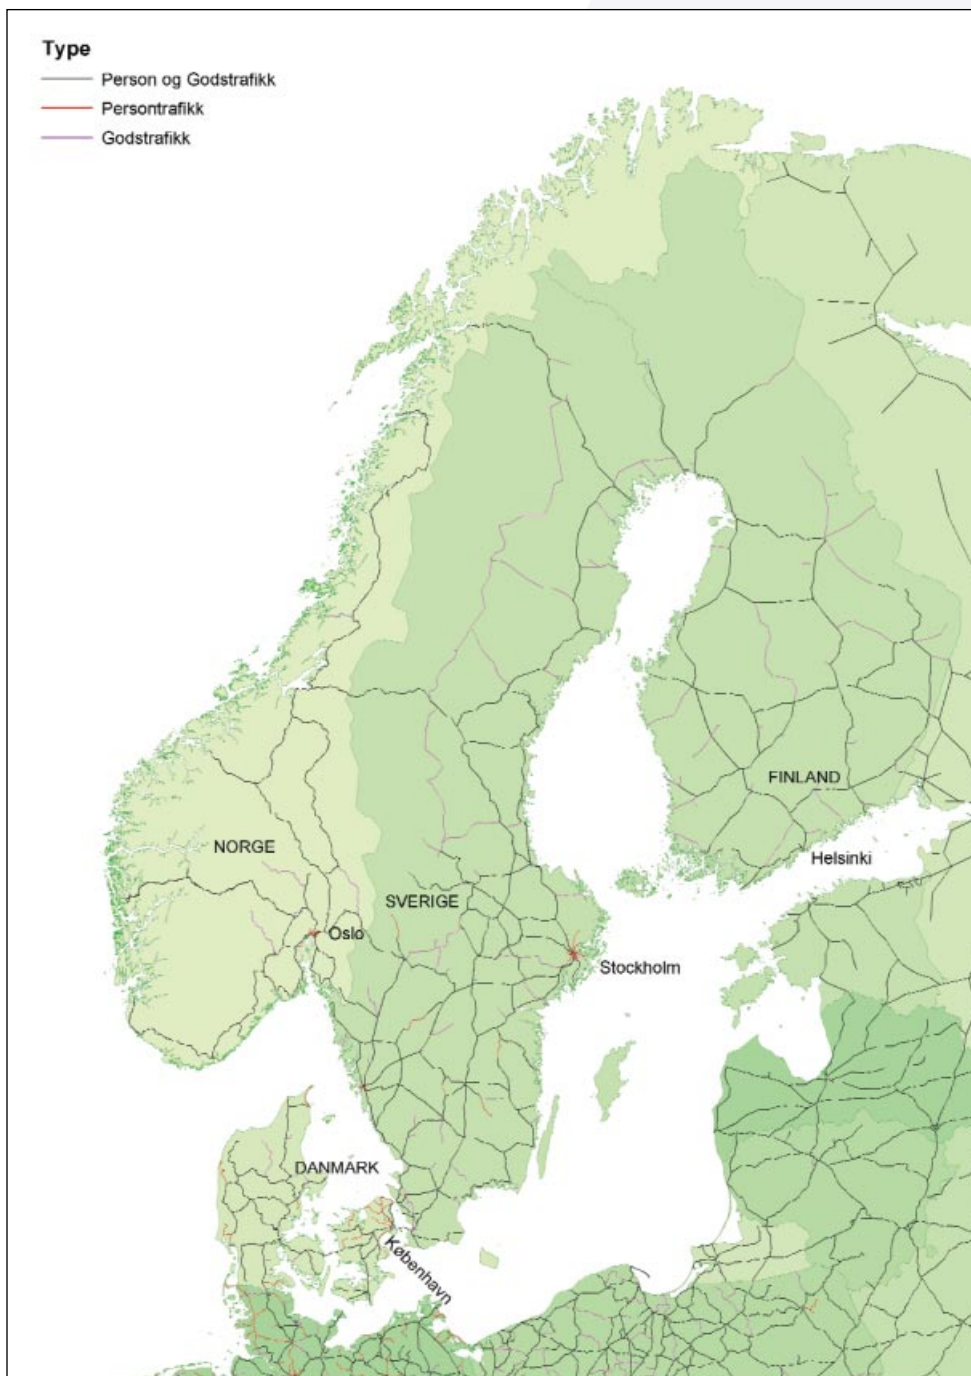 Type
Person og Godstrafikk
Persontrafikk
Godstrafikk
FINLAND
NORGE
Helsinki
SVERIGE
Oslo
Stockholm
DANMARK
København